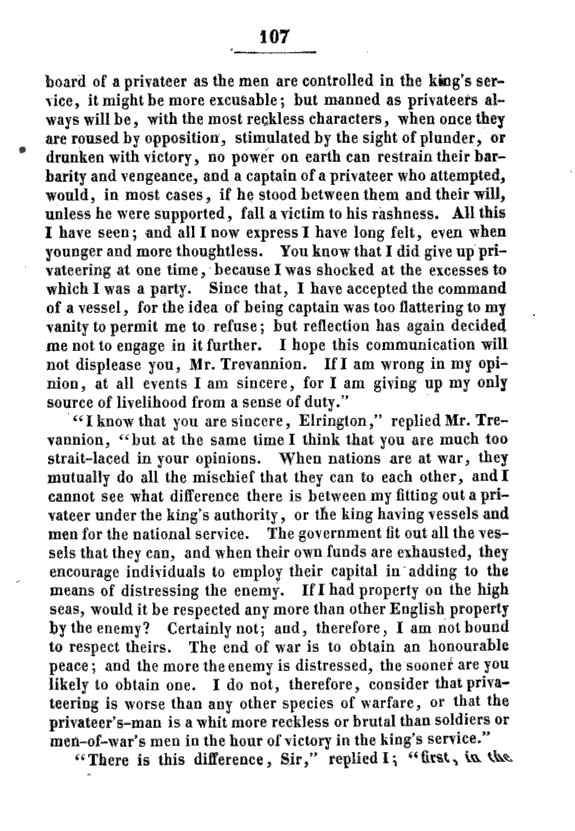 107
board of a privateer as the men are controlled in the king's ser-
vice, it might be more excusable; but manned as privateers al-
ways will be, with the most reckless characters, when once they
are roused by opposition, stimulated by the sight of plunder, or
drunken with victory, no power on earth can restrain their bar-
barity and vengeance, and a captain of a privateer who attempted,
would, in most cases, if he stood between them and their will,
unless he were supported, fall a victim to his rashness. All this
I have seen; and all I now express I have long felt, even when
younger and more thoughtless. You know that I did give up pri-
vateering at one time, because I was shocked at the excesses to
which I was a party. Since that, I have accepted the command
of a vessel, for the idea of being captain was too flattering to my
vanity to permit me to refuse; but reflection has again decided
me not to engage in it further. I hope this communication will
not displease you, Mr. Trevannion. If I am wrong in my opi-
nion, at all events I am sincere, for I am giving up my only
source of livelihood from a sense of duty."
"I know that you are sincere, Elrington," replied Mr. Tre-
vannion, "but at the same time I think that you are much too
strait-laced in your opinions. When nations are at war, they
mutually do all the mischief that they can to each other, and I
cannot see what difference there is between my fitting out a pri-
vateer under the king's authority, or the king having vessels and
men for the national service. The government fit out all the ves-
sels that they can, and when their own funds are exhausted, they
encourage individuals to employ their capital in adding to the
means of distressing the enemy. If I had property on the high
seas, would it be respected any more than other English property
by the enemy? Certainly not; and, therefore, I am not bound
to respect theirs. The end of war is to obtain an honourable
peace; and the more the enemy is distressed, the sooner are you
likely to obtain one. I do not, therefore, consider that priva-
teering is worse than any other species of warfare, or that the
privateer's-man is a whit more reckless or brutal than soldiers or
men-of-war's men in the hour of victory in the king's service."
"There is this difference, Sir," replied I; "first, in the